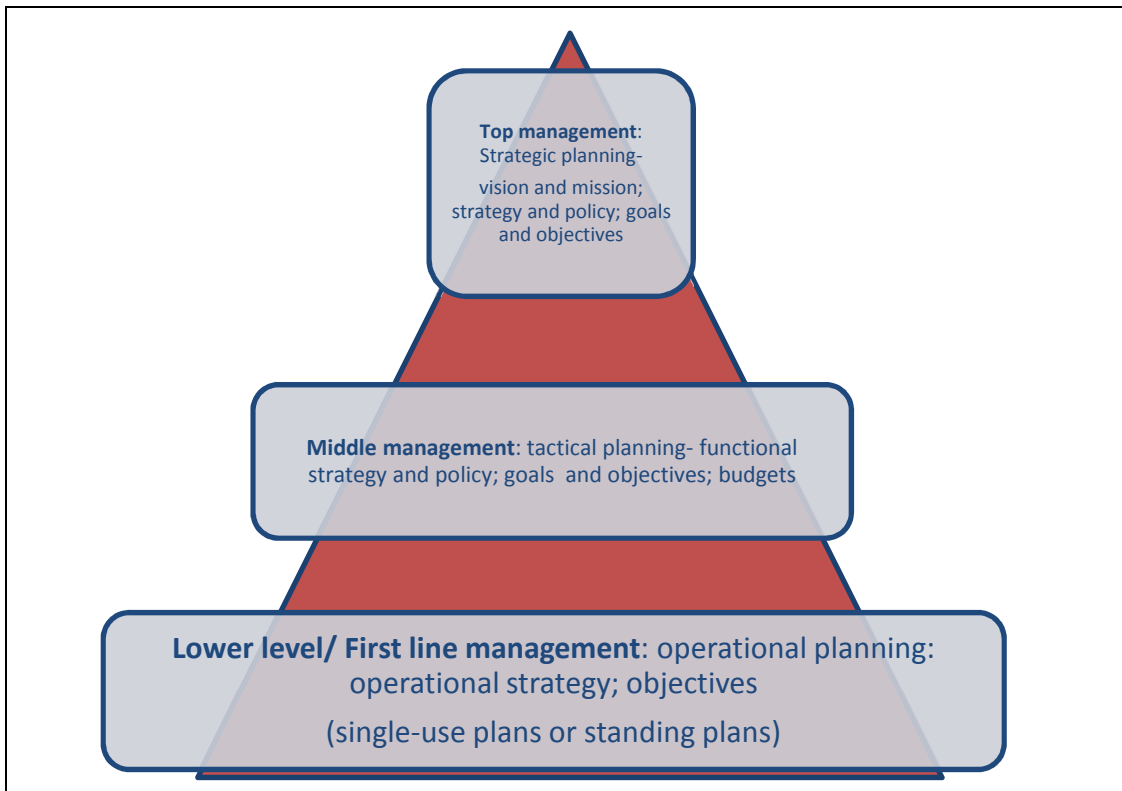 Top management:
Strategic planning-
vision and mission;
strategy and policy; goals
and objectives
Middle management: tactical planning- functional
strategy and policy; goals  and objectives; budgets
Lower level/ First line management: operational planning:
operational strategy; objectives
(single-use plans or standing plans)